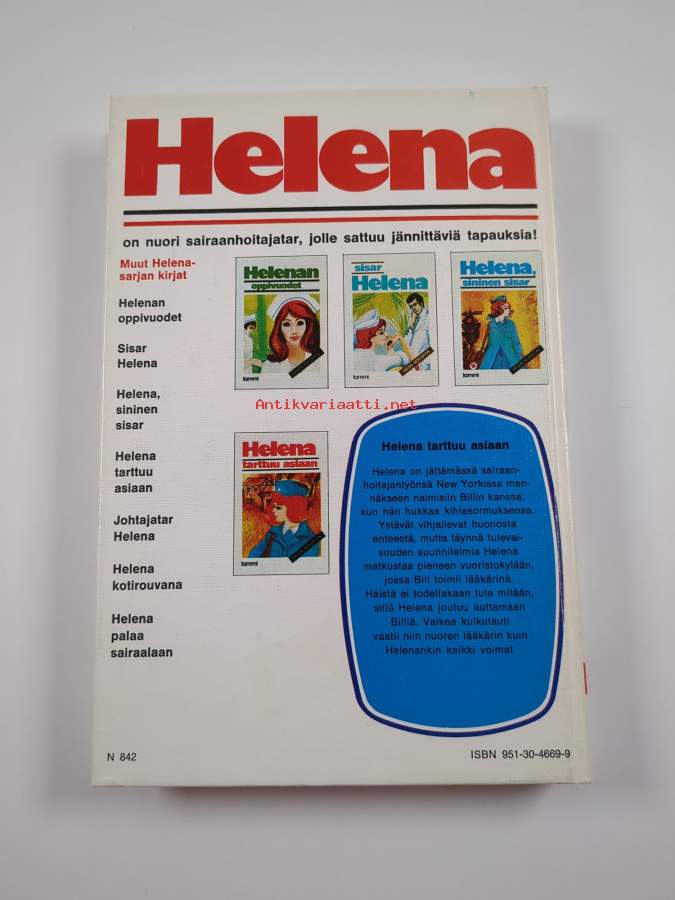 Helena
on nuori sairaanhoitajatar, jolle sattuu jännittäviä tapauksia!
Muut Helena-
sarjan kirjat
Helenan
oppivuodet
Sisar
Helena
Helena,
sininen
sisar
Helena
tarttuu
asiaan
Johtajatar
Helena
Helena
kotirouvana
Helena
palaa
sairaalaan
Helenan
oppivuodet
tammi
sisar
Helena
tammi
Helena,
sininen sisar
tammi
Antikvariaatti.net
Helena
tarttuu asiaan
tammi
Helena tarttuu asiaan
Helena on jättämässä sairaan-
hoitajantyönsä New Yorkissa men-
näkseen naimisiin Billin kanssa,
kun hän hukkaa kihlasormuksensa.
Ystävät vihjailevat huonosta
enteestä, mutta täynnä tulevai-
suuden suunnitelmia Helena
matkustaa pieneen vuoristokylään,
jossa Bill toimii lääkärinä.
Häistä ei todellakaan tule mitään,
sillä Helena joutuu auttamaan
Billiä. Vaikea kulkutauti
vaatii niin nuoren lääkärin kuin
Helenankin kaikki voimat.
N 842
ISBN 951-30-4669-9